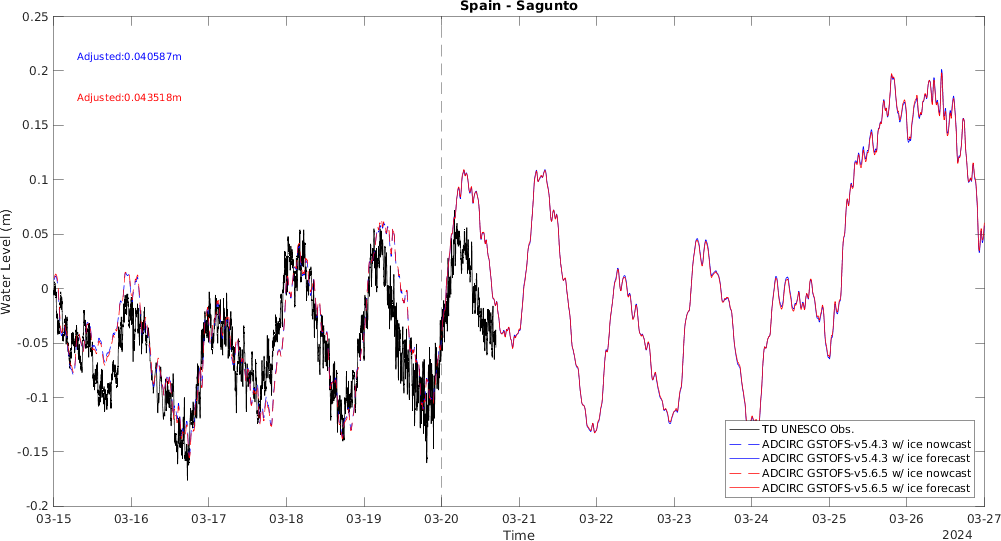 Spain - Sagunto
0.25
0.2
0.15
0.1
0.05
0
-0.05
-0.1
-0.15
-0.2
Water Level (m)
Adjusted:0.040587m
Adjusted:0.043518m
TD UNESCO Obs.
ADCIRC GSTOFS-v5.4.3 w/ ice nowcast
ADCIRC GSTOFS-v5.4.3 w/ ice forecast
ADCIRC GSTOFS-v5.6.5 w/ ice nowcast
ADCIRC GSTOFS-v5.6.5 w/ ice forecast
03-15 03-16 03-17 03-18 03-19 03-20 03-21 03-22 03-23 03-24 03-25 03-26 03-27
Time
2024